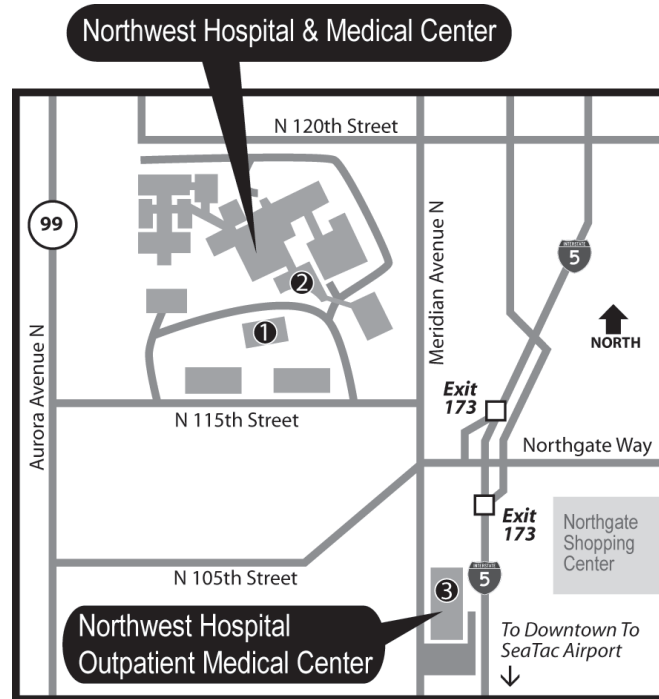 Northwest Hospital & Medical Center
N 120th Street
99
INTERSTATE
5
2
1
NORTH
Aurora Avenue N
Meridian Avenue N
Exit
173
N 115th Street
Northgate Way
Exit
173
Northgate
Shopping
Center
N 105th Street
INTERSTATE
5
3
Northwest Hospital
Outpatient Medical Center
To Downtown To
SeaTac Airport